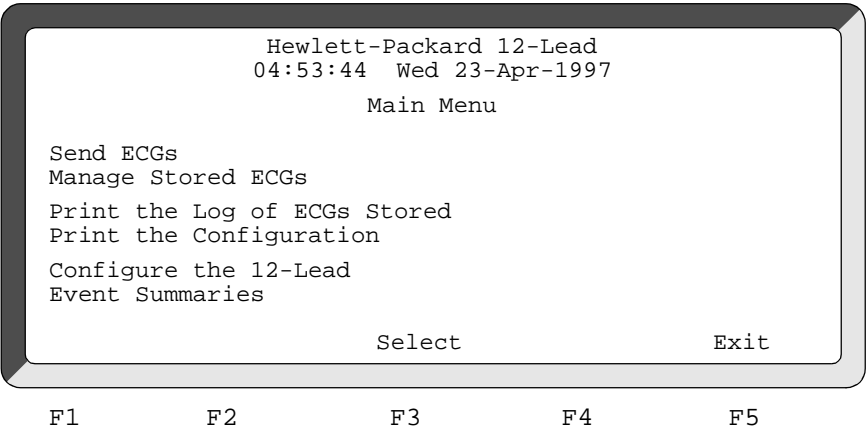 Hewlett-Packard 12-Lead
04:53:44 Wed 23-Apr-1997
Main Menu
Send ECGs
Manage Stored ECGs
Print the Log of ECGs Stored
Print the Configuration
Configure the 12-Lead
Event Summaries
Select Exit
F1 F2 F3 F4 F5